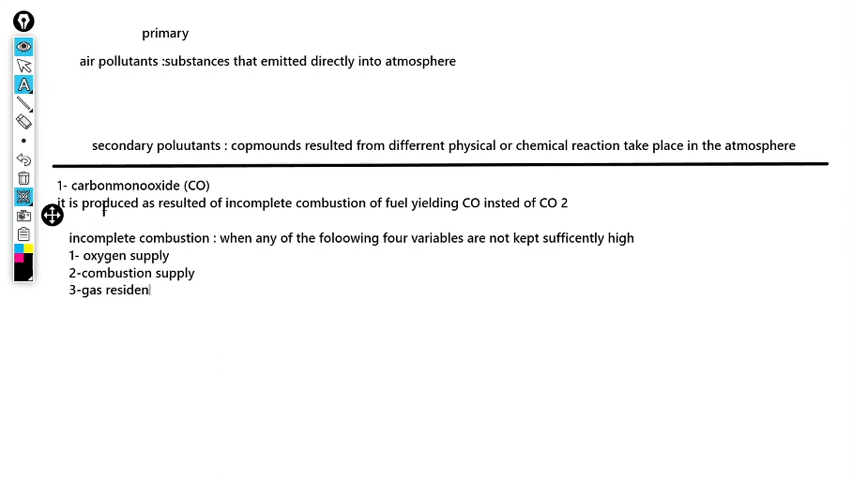 primary
air pollutants :substances that emitted directly into atmosphere
secondary poluutants : copmounds resulted from differrent physical or chemical reaction take place in the atmosphere
1- carbonmonooxide (CO)
it is produced as resulted of incomplete combustion of fuel yielding CO insted of CO 2
incomplete combustion : when any of the foloowing four variables are not kept sufficently high
1- oxygen supply
2-combustion supply
3-gas residen